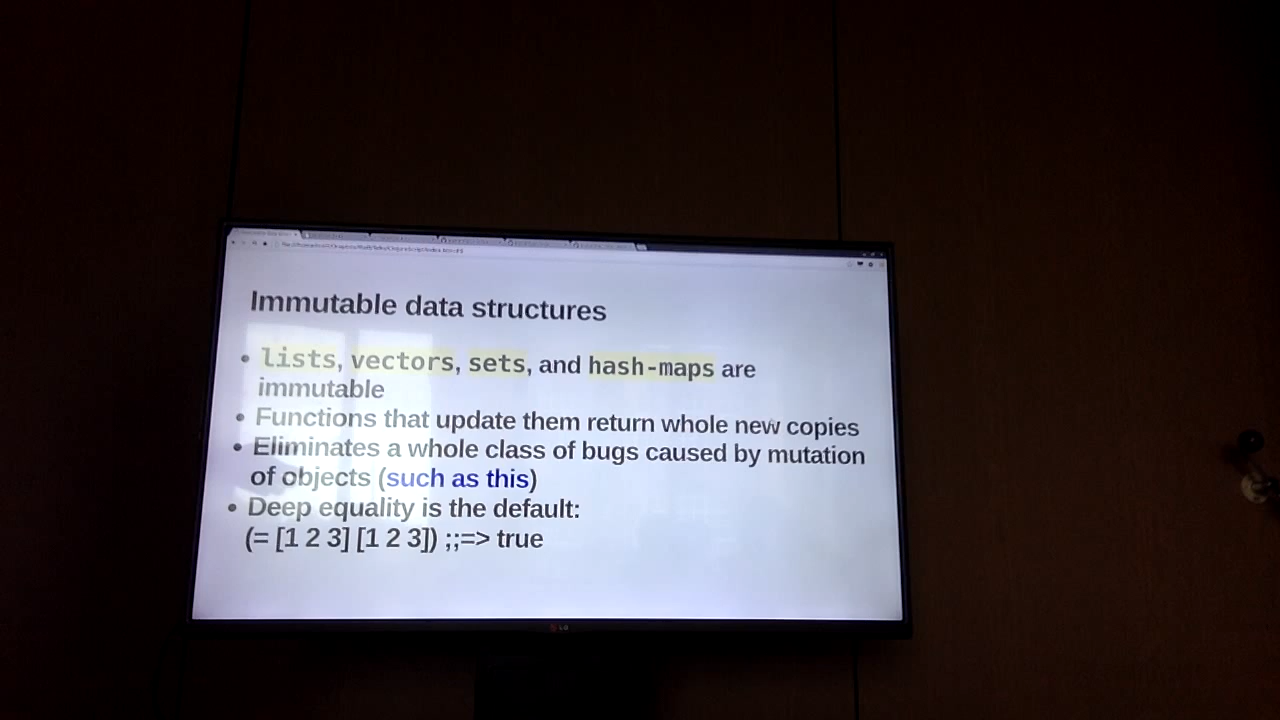 Immutable data structures
• lists, vectors, sets, and hash-maps are
immutable
• Functions that update them return whole new copies
• Eliminates a whole class of bugs caused by mutation
of objects (such as this)
• Deep equality is the default:
(= [1 2 3] [1 2 3]) ;;=> true
LG